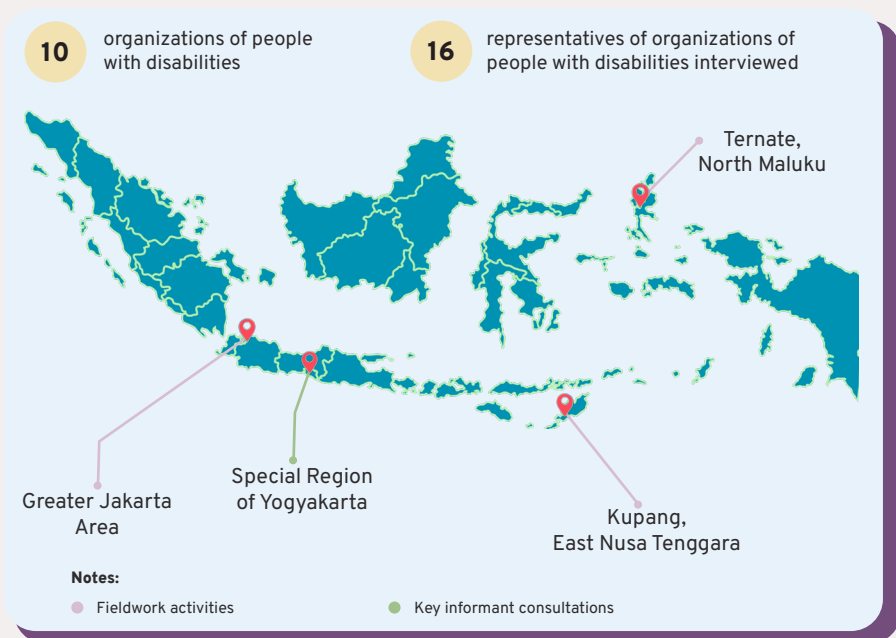 10
organizations of people
with disabilities
16
representatives of organizations of
people with disabilities interviewed
Ternate,
North Maluku
Greater Jakarta
Area
Special Region
of Yogyakarta
Kupang,
East Nusa Tenggara
Notes:
Fieldwork activities
Key informant consultations